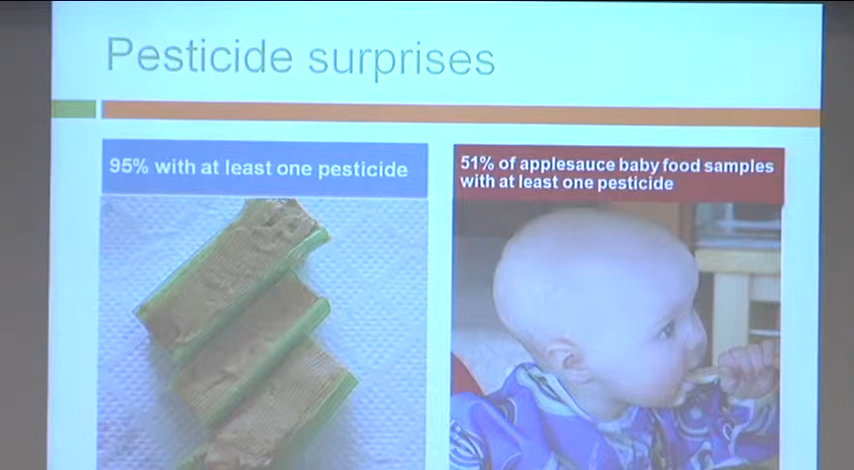 Pesticide surprises
95% with at least one pesticide
51% of applesauce baby food samples
with at least one pesticide